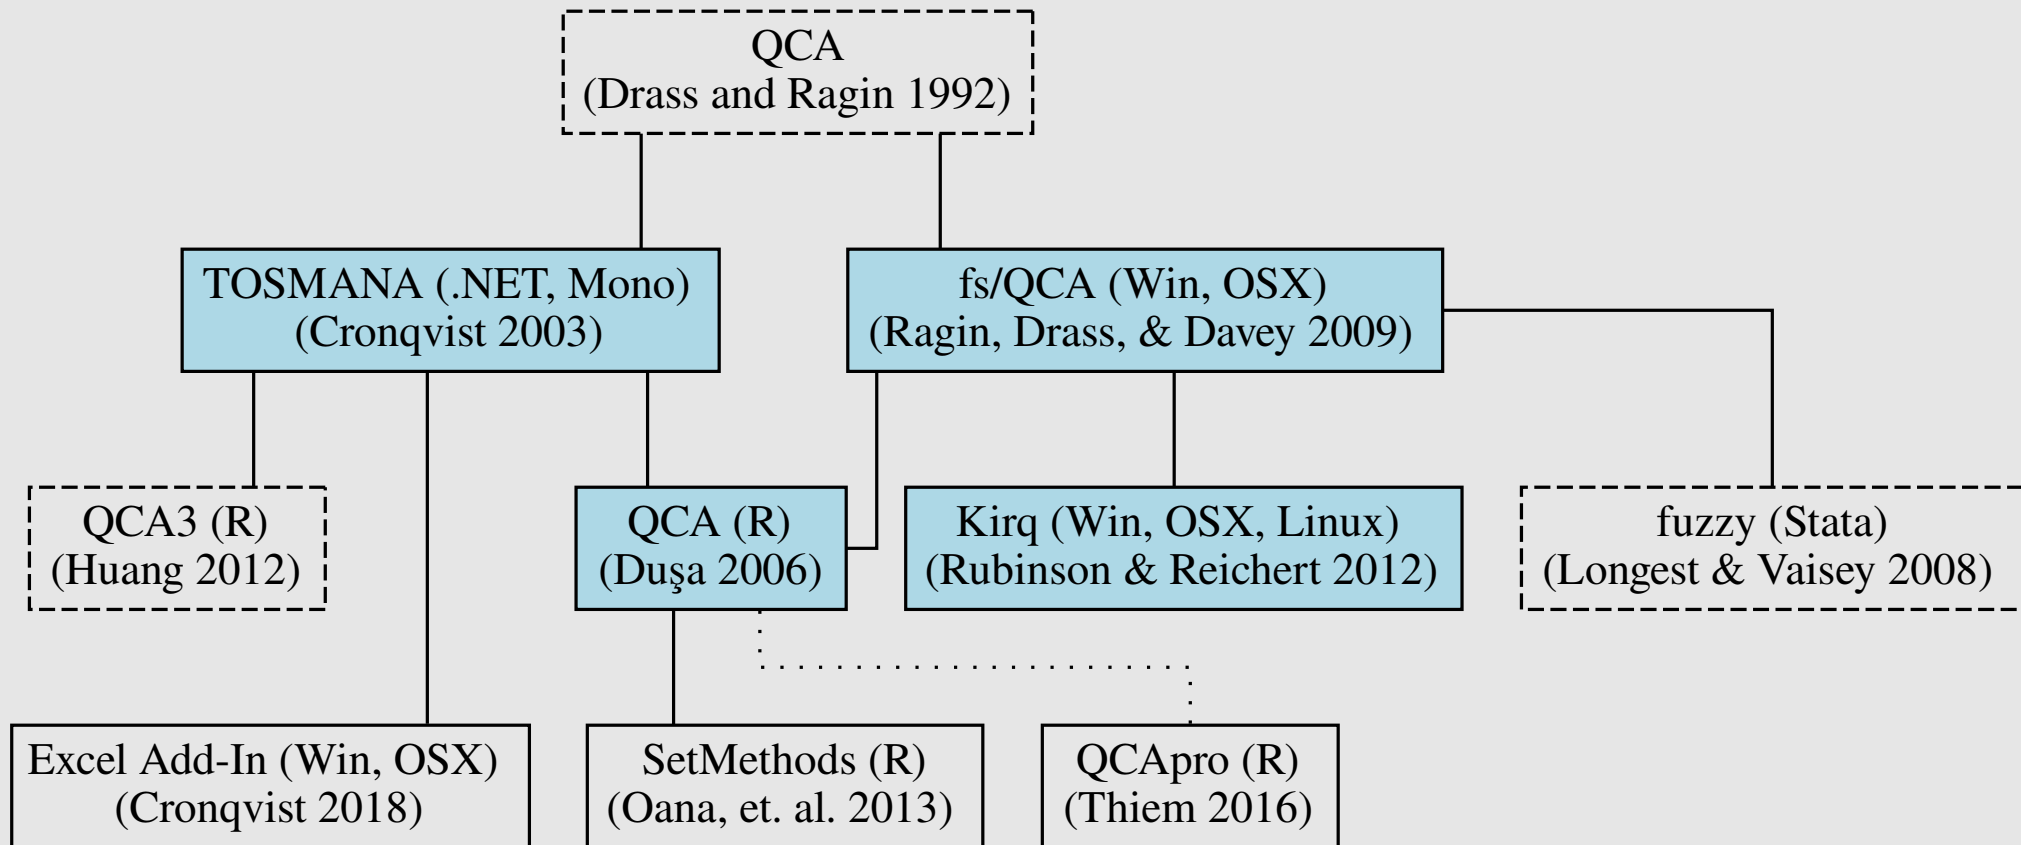 QCA
(Drass and Ragin 1992)
TOSMANA (.NET, Mono)
(Cronqvist 2003)
fs/QCA (Win, OSX)
(Ragin, Drass, & Davey 2009)
QCA3 (R)
(Huang 2012)
QCA (R)
(Duşa 2006)
Kirq (Win, OSX, Linux)
(Rubinson & Reichert 2012)
fuzzy (Stata)
(Longest & Vaisey 2008)
Excel Add-In (Win, OSX)
(Cronqvist 2018)
SetMethods (R)
(Oana, et. al. 2013)
QCApro (R)
(Thiem 2016)